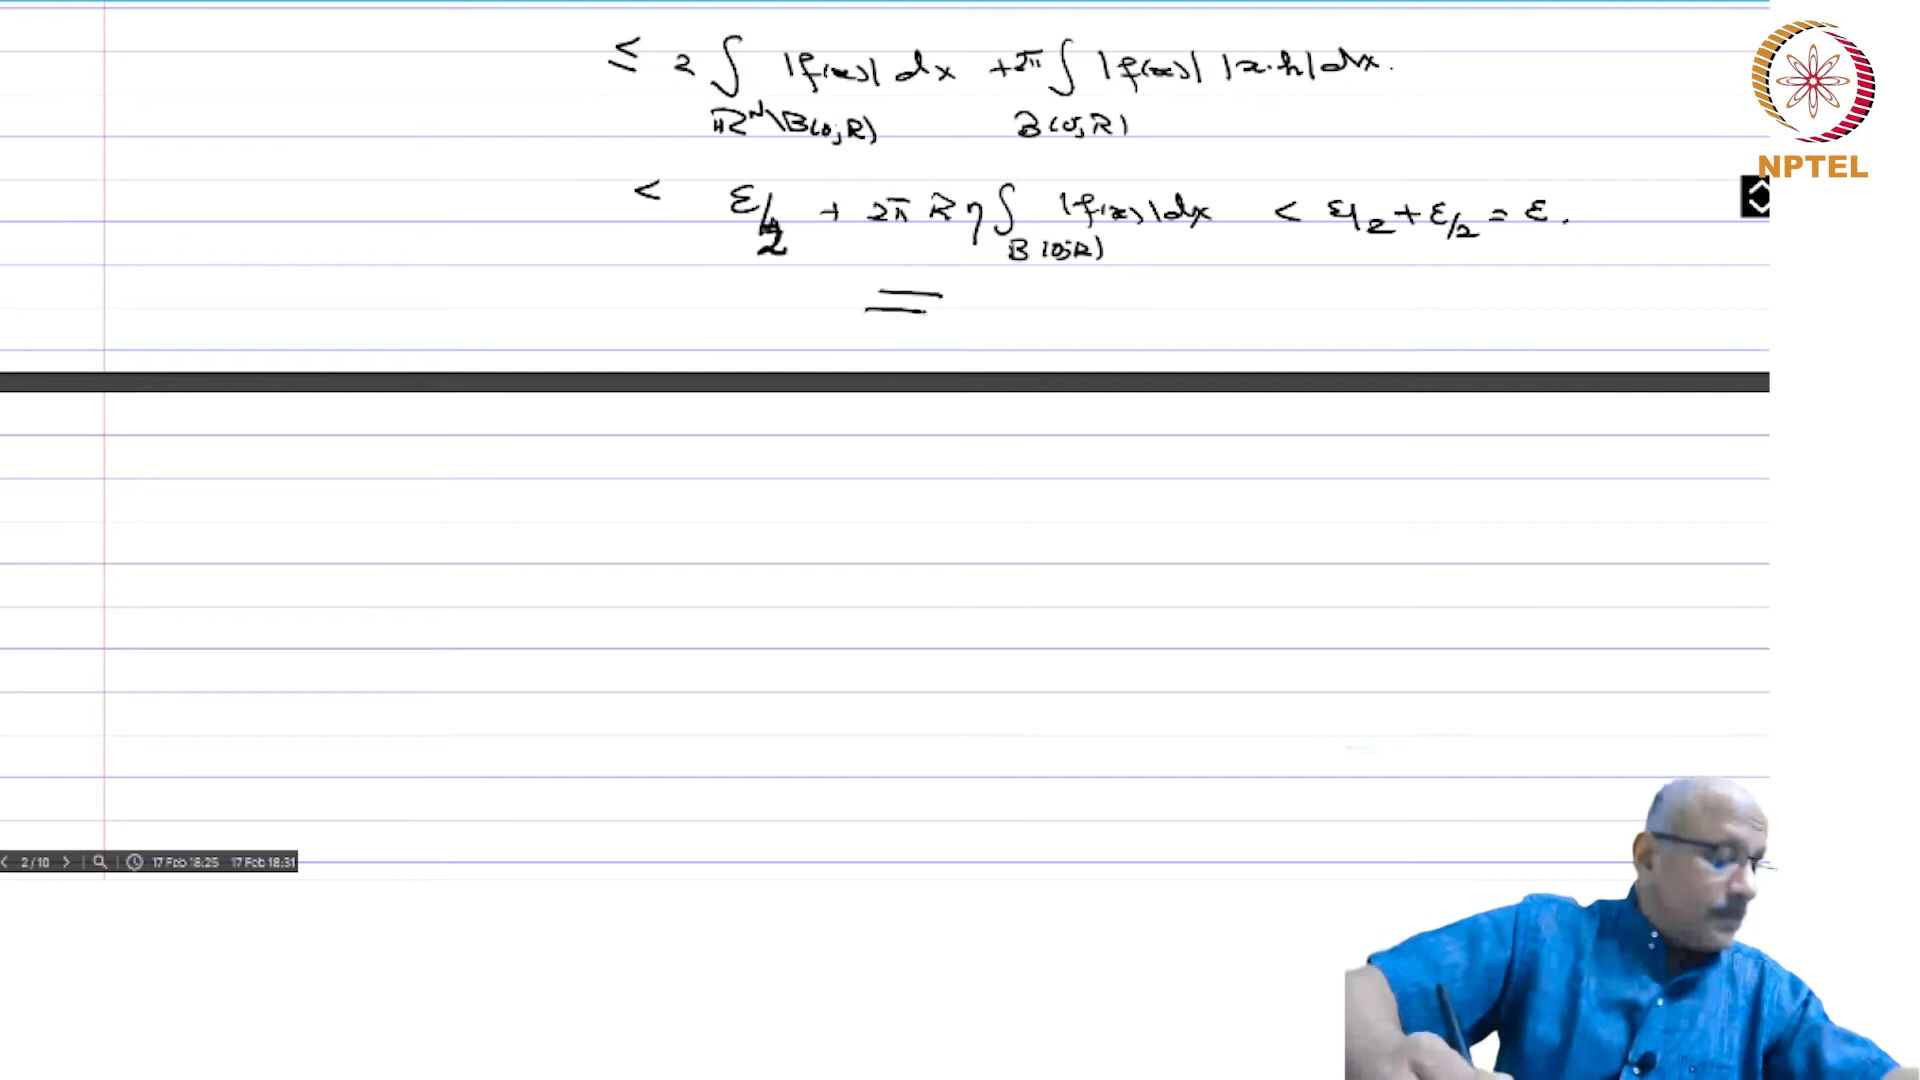 ≤ 2 ∫ |f(x)| dx + 2π ∫ |f(x)| |x·h| dx.
ℝᴺ\B(0;R) B(0;R)
NPTEL
< ε/2 + 2π R η ∫ |f(x)| dx < ε/2 + ε/2 = ε.
B(0;R)
2/10 17 Feb 18:25 17 Feb 18:31